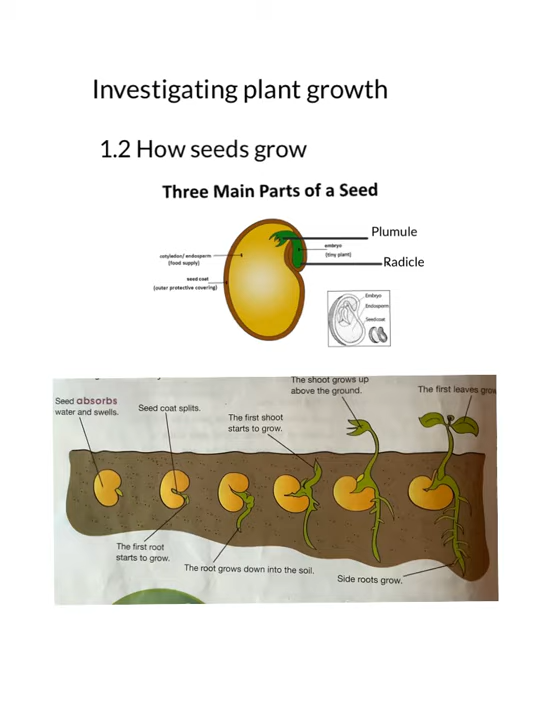 Investigating plant growth
1.2 How seeds grow
Three Main Parts of a Seed
Plumule
embryo
(tiny plant)
Radicle
cotyledon/ endosperm
(food supply)
seed coat
(outer protective covering)
Embryo
Endosperm
Seed coat
The shoot grows up
above the ground.
The first leaves grow
Seed absorbs
water and swells.
Seed coat splits.
The first shoot
starts to grow.
The first root
starts to grow.
The root grows down into the soil.
Side roots grow.